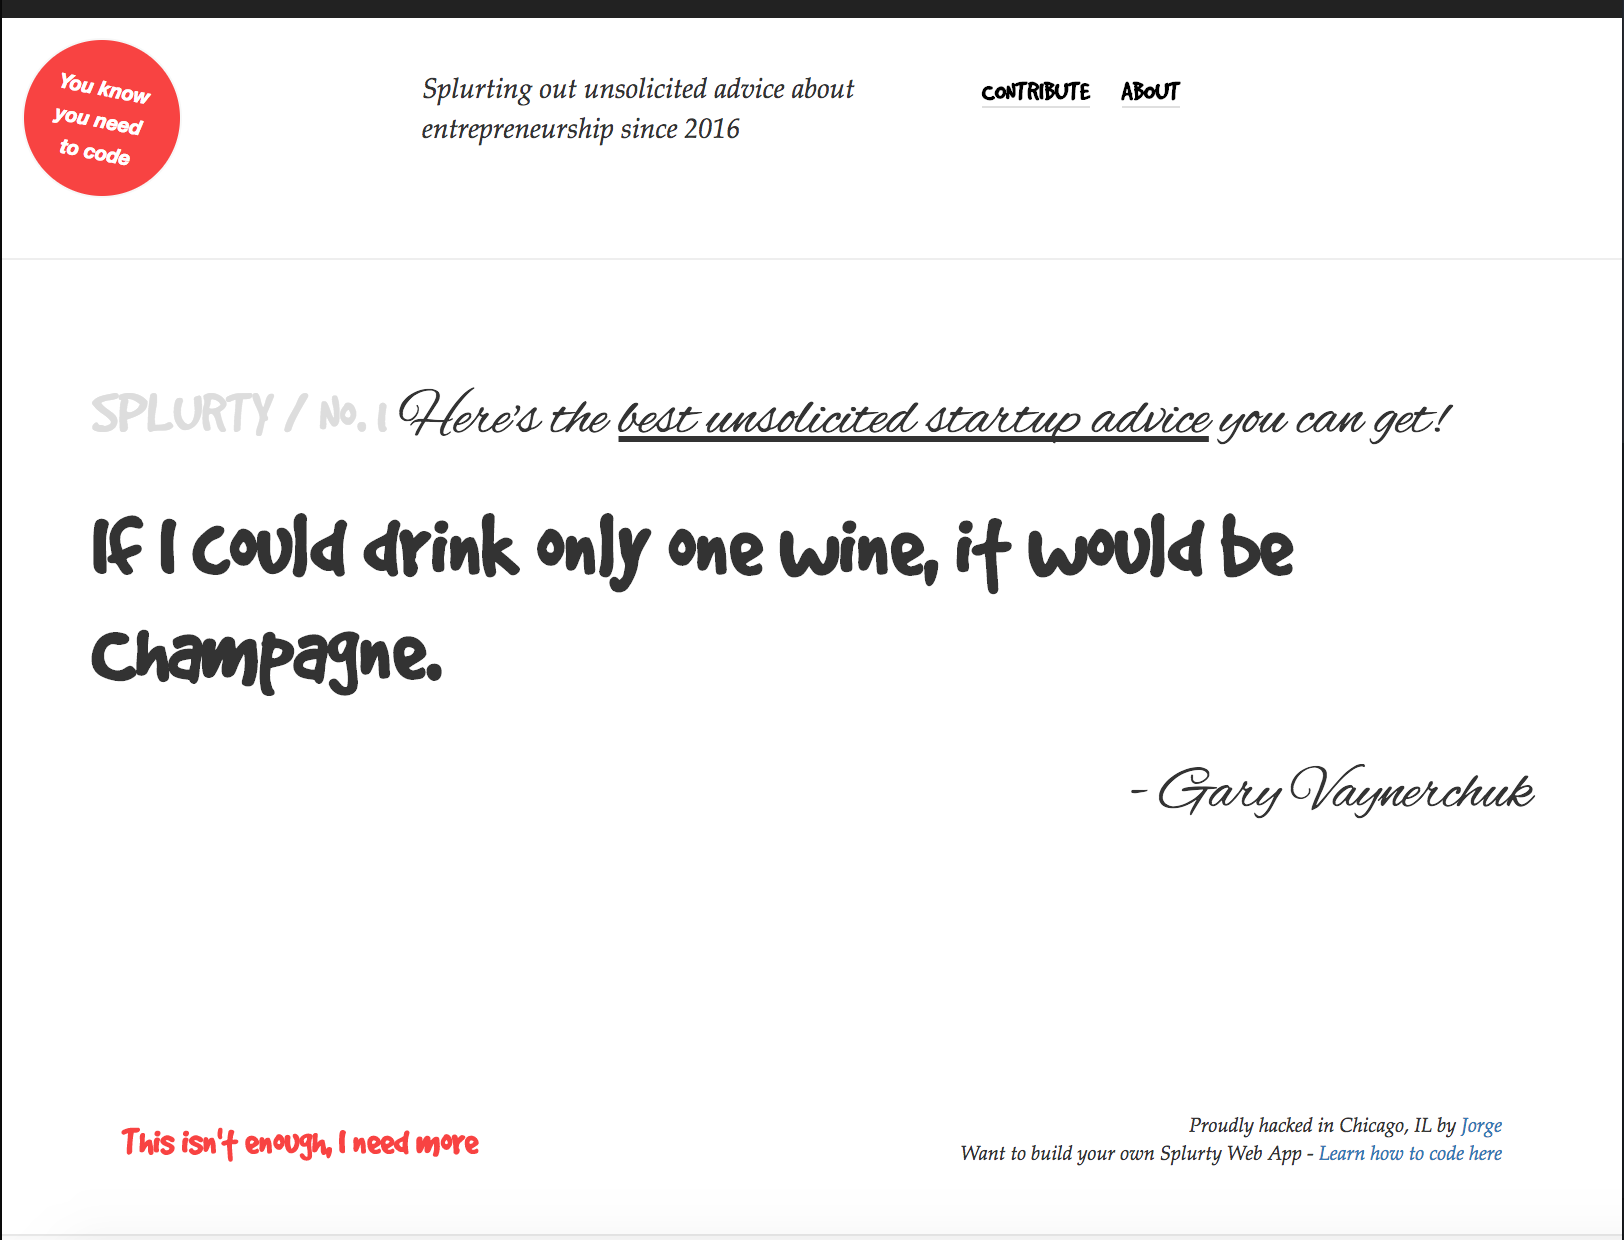 You know
you need
to code
Splurting out unsolicited advice about
entrepreneurship since 2016
CONTRIBUTE ABOUT
SPLURTY / No. 1 Here's the best unsolicited startup advice you can get!
If I could drink only one wine, it would be
Champagne.
- Gary Vaynerchuk
This isn't enough, I need more
Proudly hacked in Chicago, IL by Jorge
Want to build your own Splurty Web App - Learn how to code here